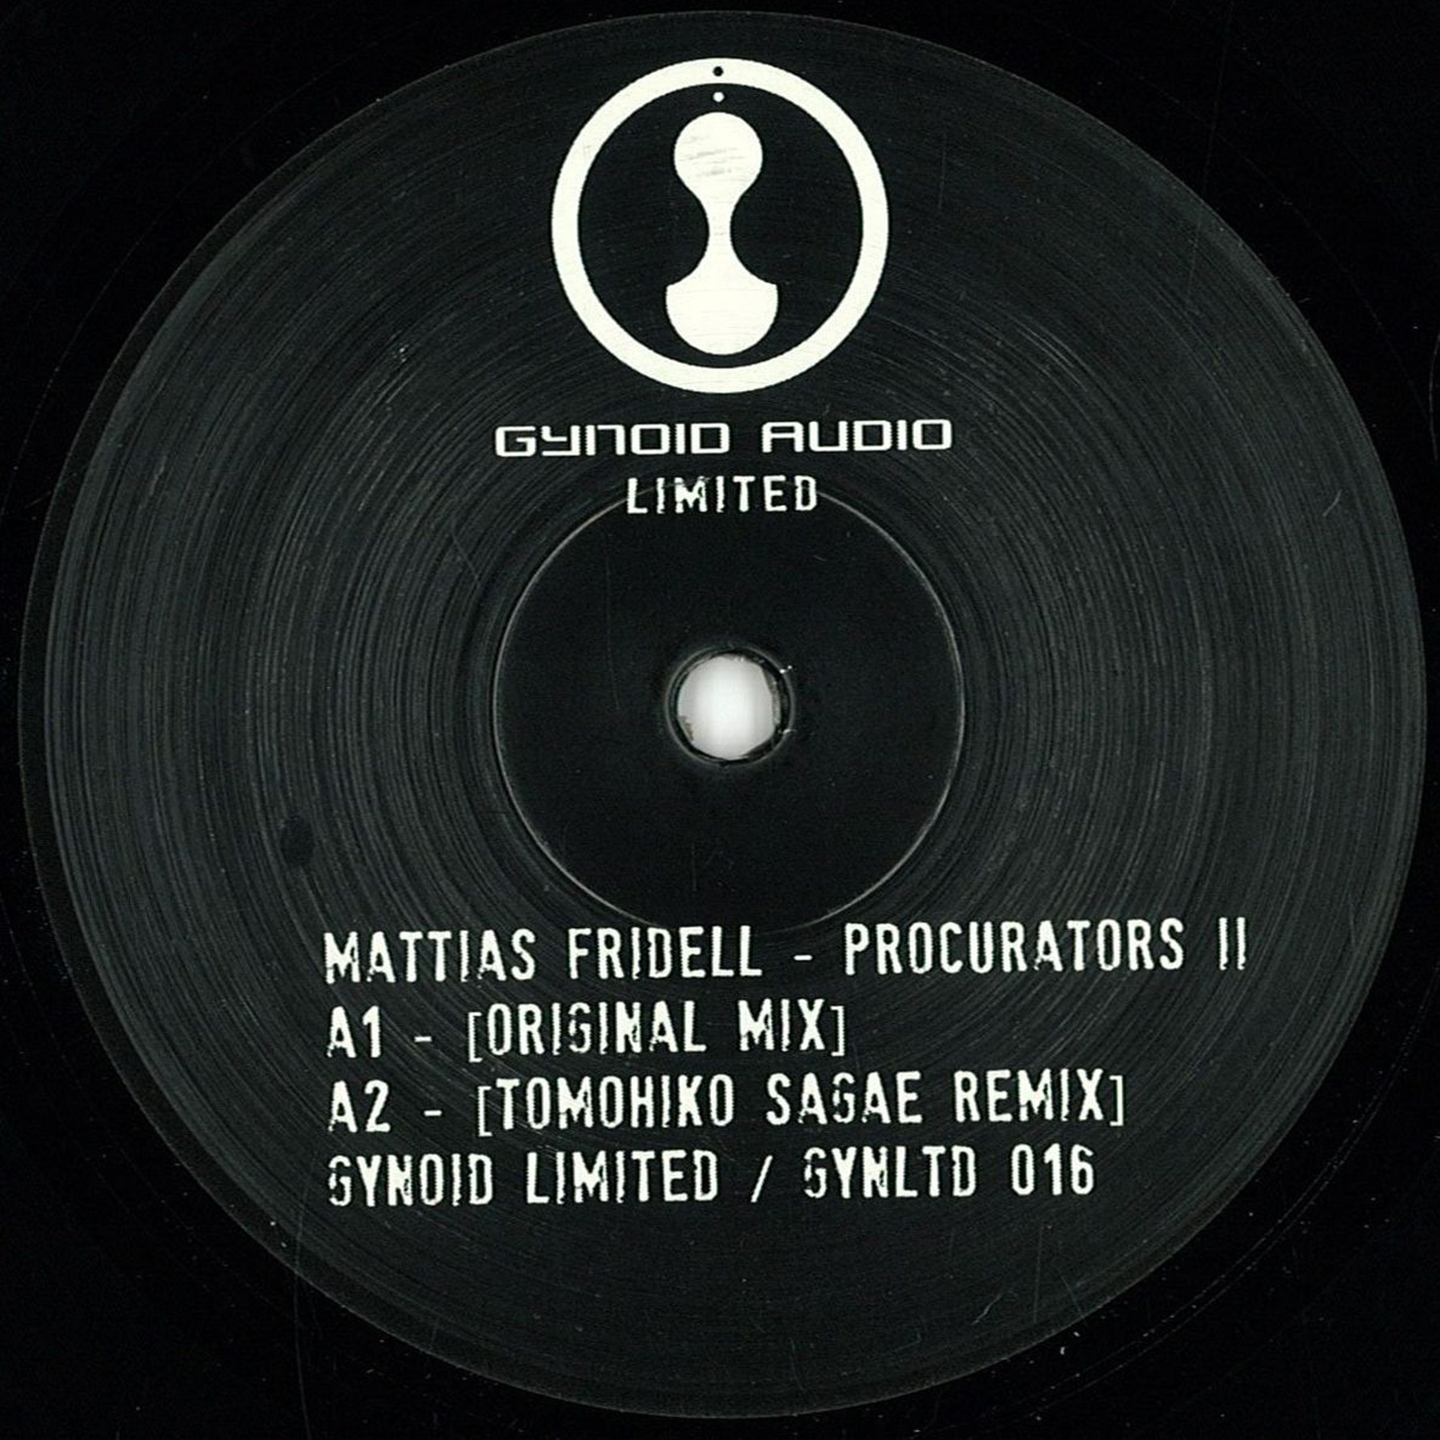 GYNOID AUDIO
LIMITED
MATTIAS FRIDELL - PROCURATORS II
A1 - [ORIGINAL MIX]
A2 - [TOMOHIKO SAGAE REMIX]
GYNOID LIMITED / GYNLTD 016